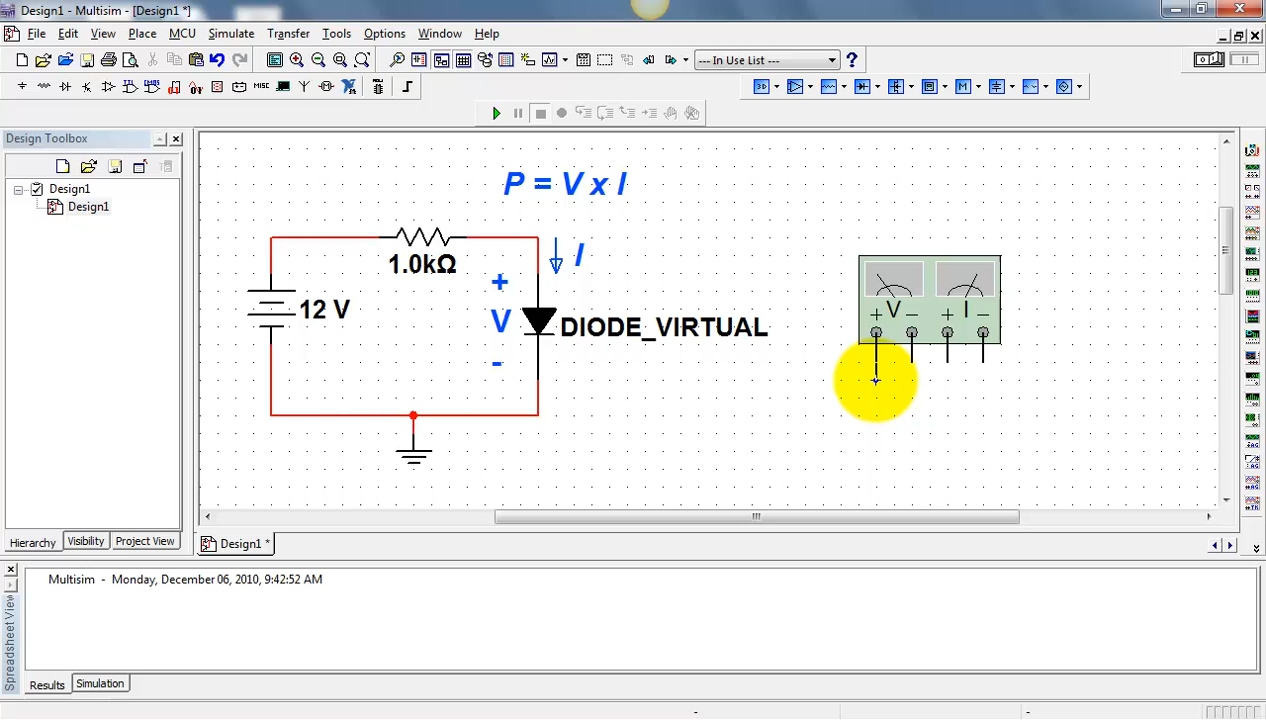 Design1 - Multisim - [Design1 *]
File Edit View Place MCU Simulate Transfer Tools Options Window Help
--- In Use List ---
MISC
Design Toolbox
Design1
Design1
P = V x I
1.0kΩ
I
+
12 V
V
DIODE_VIRTUAL
-
V I
+ - + -
Hierarchy Visibility Project View
Design1 *
Multisim - Monday, December 06, 2010, 9:42:52 AM
Spreadsheet View
Results Simulation
- -